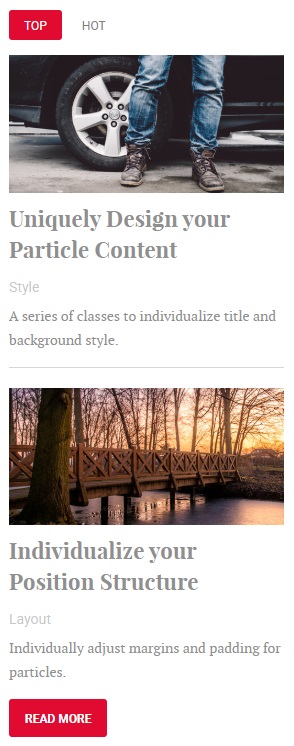 TOP HOT
Uniquely Design your
Particle Content
Style
A series of classes to individualize title and
background style.
Individualize your
Position Structure
Layout
Individually adjust margins and padding for
particles.
READ MORE